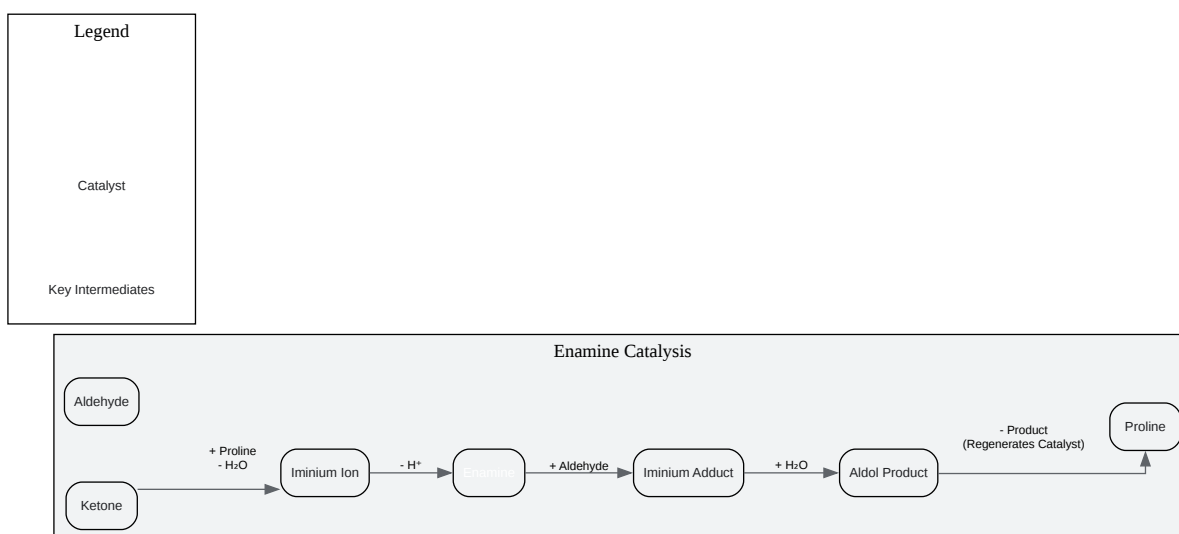 Legend
Catalyst
Key Intermediates
Enamine Catalysis
Aldehyde
Ketone
+ Proline
- H₂O
Iminium Ion
- H⁺
Enamine
+ Aldehyde
Iminium Adduct
+ H₂O
Aldol Product
- Product
(Regenerates Catalyst)
Proline